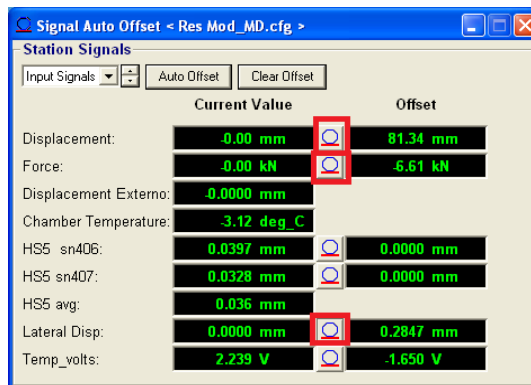 Signal Auto Offset < Res Mod_MD.cfg >
Station Signals
Input Signals Auto Offset Clear Offset
Current Value Offset
Displacement: -0.00 mm 81.34 mm
Force: -0.00 kN -6.61 kN
Displacement Externo: -0.0000 mm
Chamber Temperature: -3.12 deg_C
HS5 sn406: 0.0397 mm 0.0000 mm
HS5 sn407: 0.0328 mm 0.0000 mm
HS5 avg: 0.036 mm
Lateral Disp: 0.0000 mm 0.2847 mm
Temp_volts: 2.239 V -1.650 V